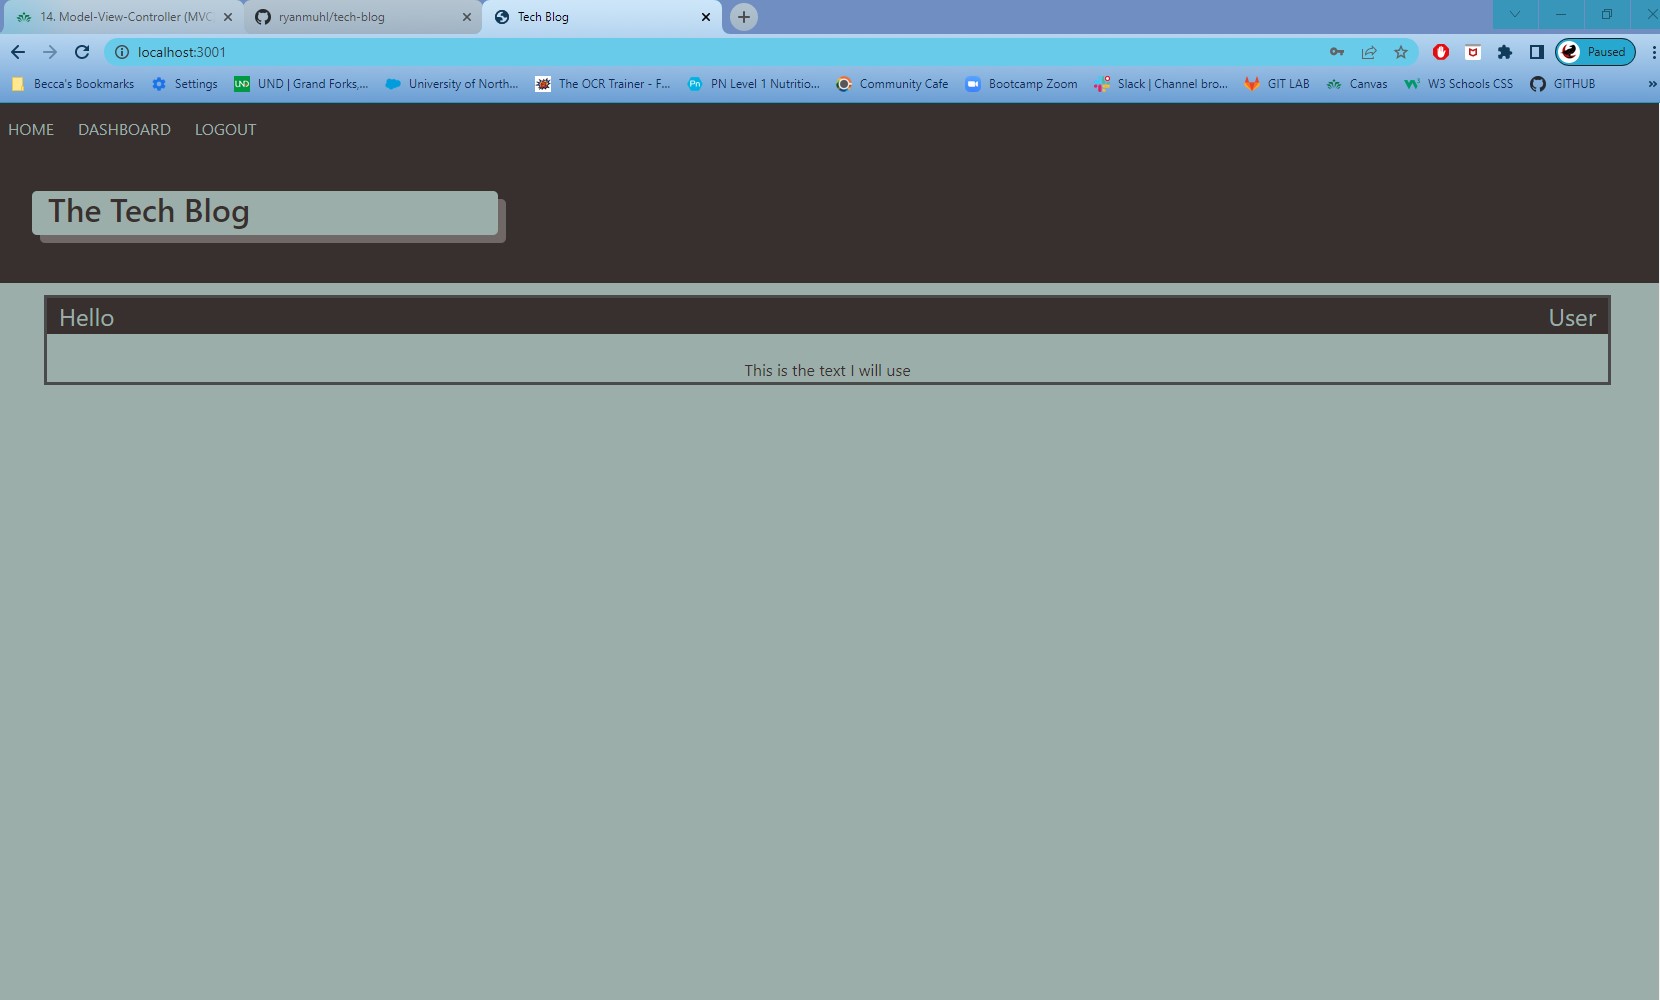 14. Model-View-Controller (MVC
ryanmuhl/tech-blog
Tech Blog
localhost:3001
Paused
Becca's Bookmarks
Settings
UND | Grand Forks,...
University of North...
The OCR Trainer - F...
PN Level 1 Nutritio...
Community Cafe
Bootcamp Zoom
Slack | Channel bro...
GIT LAB
Canvas
W3 Schools CSS
GITHUB
HOME DASHBOARD LOGOUT
The Tech Blog
Hello User
This is the text I will use